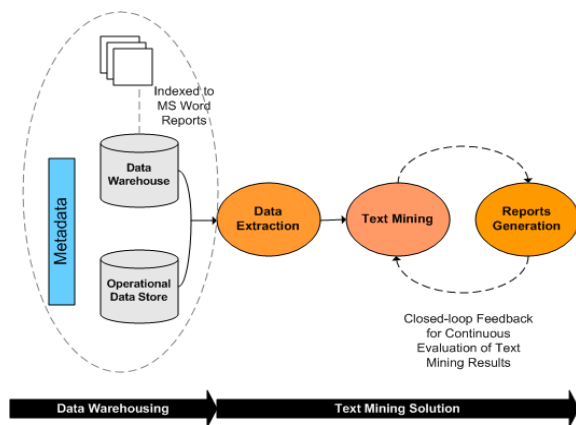 Indexed to
MS Word
Reports
Data
Warehouse
Metadata
Operational
Data Store
Data
Extraction
Text Mining
Reports
Generation
Closed-loop Feedback
for Continuous
Evaluation of Text
Mining Results
Data Warehousing
Text Mining Solution